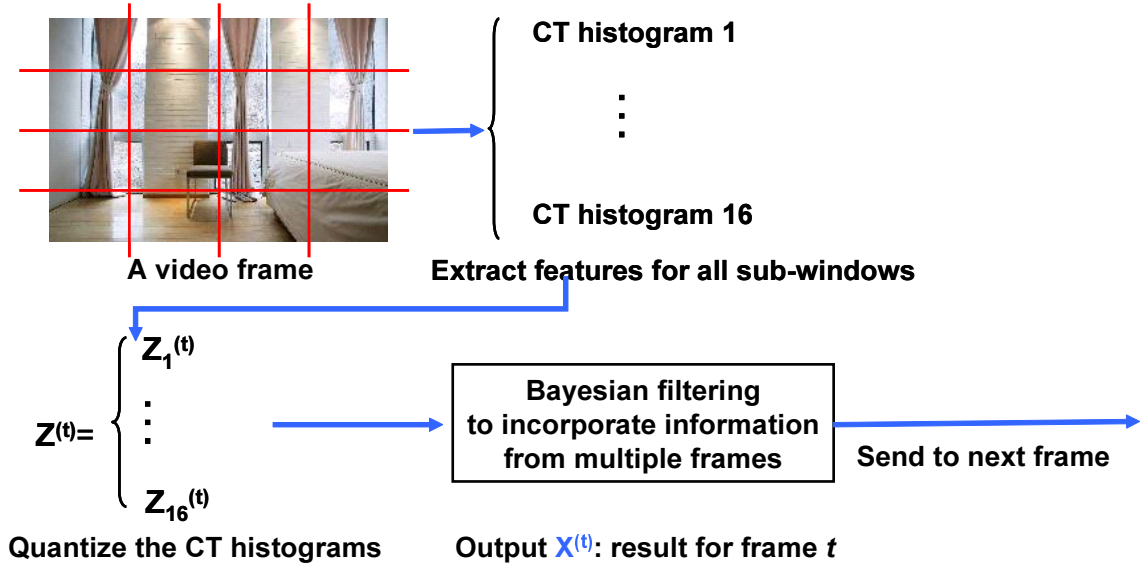 CT histogram 1
⋮
CT histogram 16
A video frame
Extract features for all sub-windows
Z₁⁽ᵗ⁾
⋮
Z⁽ᵗ⁾=
Z₁₆⁽ᵗ⁾
Bayesian filtering
to incorporate information
from multiple frames
Send to next frame
Quantize the CT histograms
Output X⁽ᵗ⁾: result for frame t